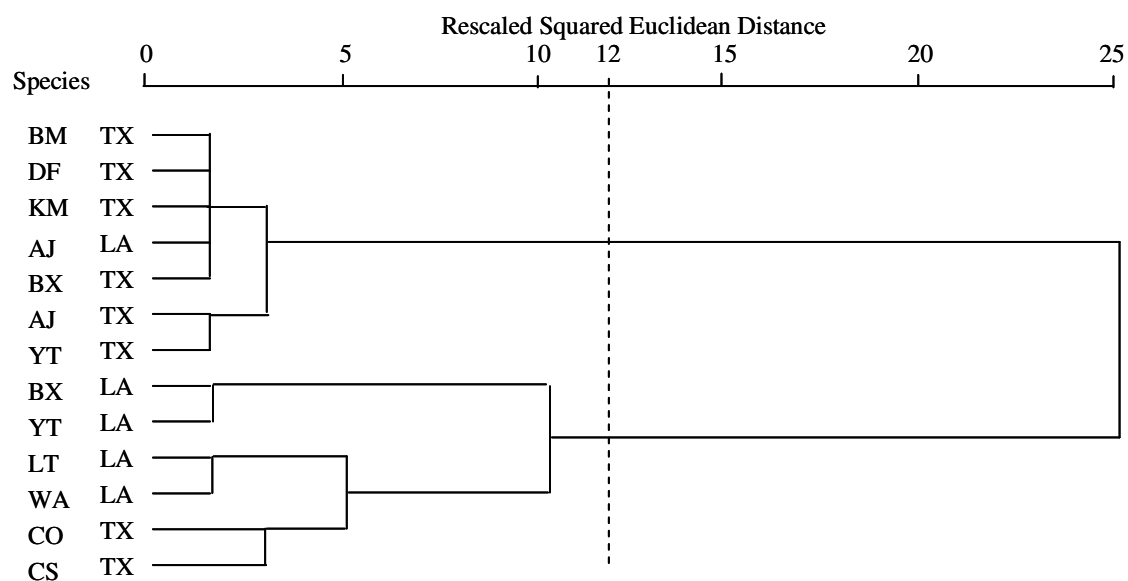 Rescaled Squared Euclidean Distance
0 5 10 12 15 20 25
Species
BM TX
DF TX
KM TX
AJ LA
BX TX
AJ TX
YT TX
BX LA
YT LA
LT LA
WA LA
CO TX
CS TX